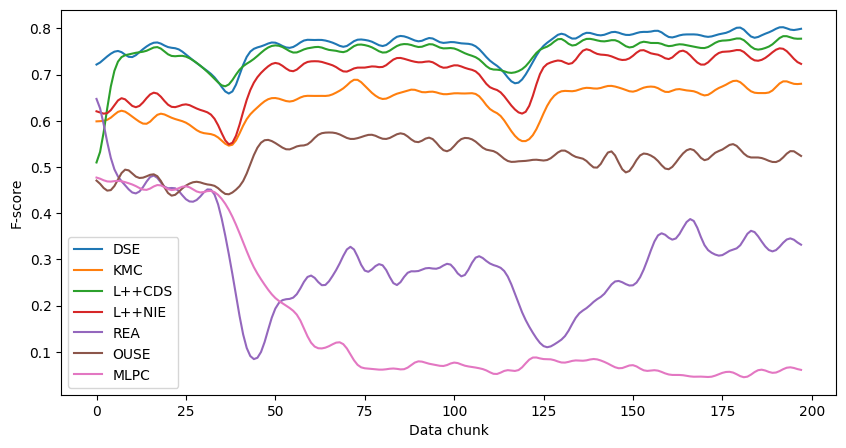 0.8
0.7
0.6
0.5
0.4
0.3
0.2
0.1
F-score
DSE
KMC
L++CDS
L++NIE
REA
OUSE
MLPC
0 25 50 75 100 125 150 175 200
Data chunk